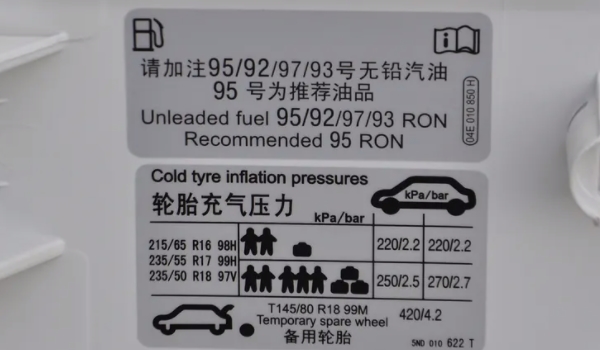 请加注95/92/97/93号无铅汽油
95 号为推荐油品
Unleaded fuel 95/92/97/93 RON
Recommended 95 RON
04E 010 850 H
Cold tyre inflation pressures
轮胎充气压力
kPa/bar
kPa/bar
215/65 R16 98H
235/55 R17 99H
235/50 R18 97V
220/2.2 220/2.2
250/2.5 270/2.7
T145/80 R18 99M
Temporary spare wheel
备用轮胎
420/4.2
5N0 010 622 T